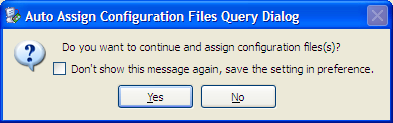 Auto Assign Configuration Files Query Dialog
Do you want to continue and assign configuration files(s)?
Don't show this message again, save the setting in preference.
Yes No